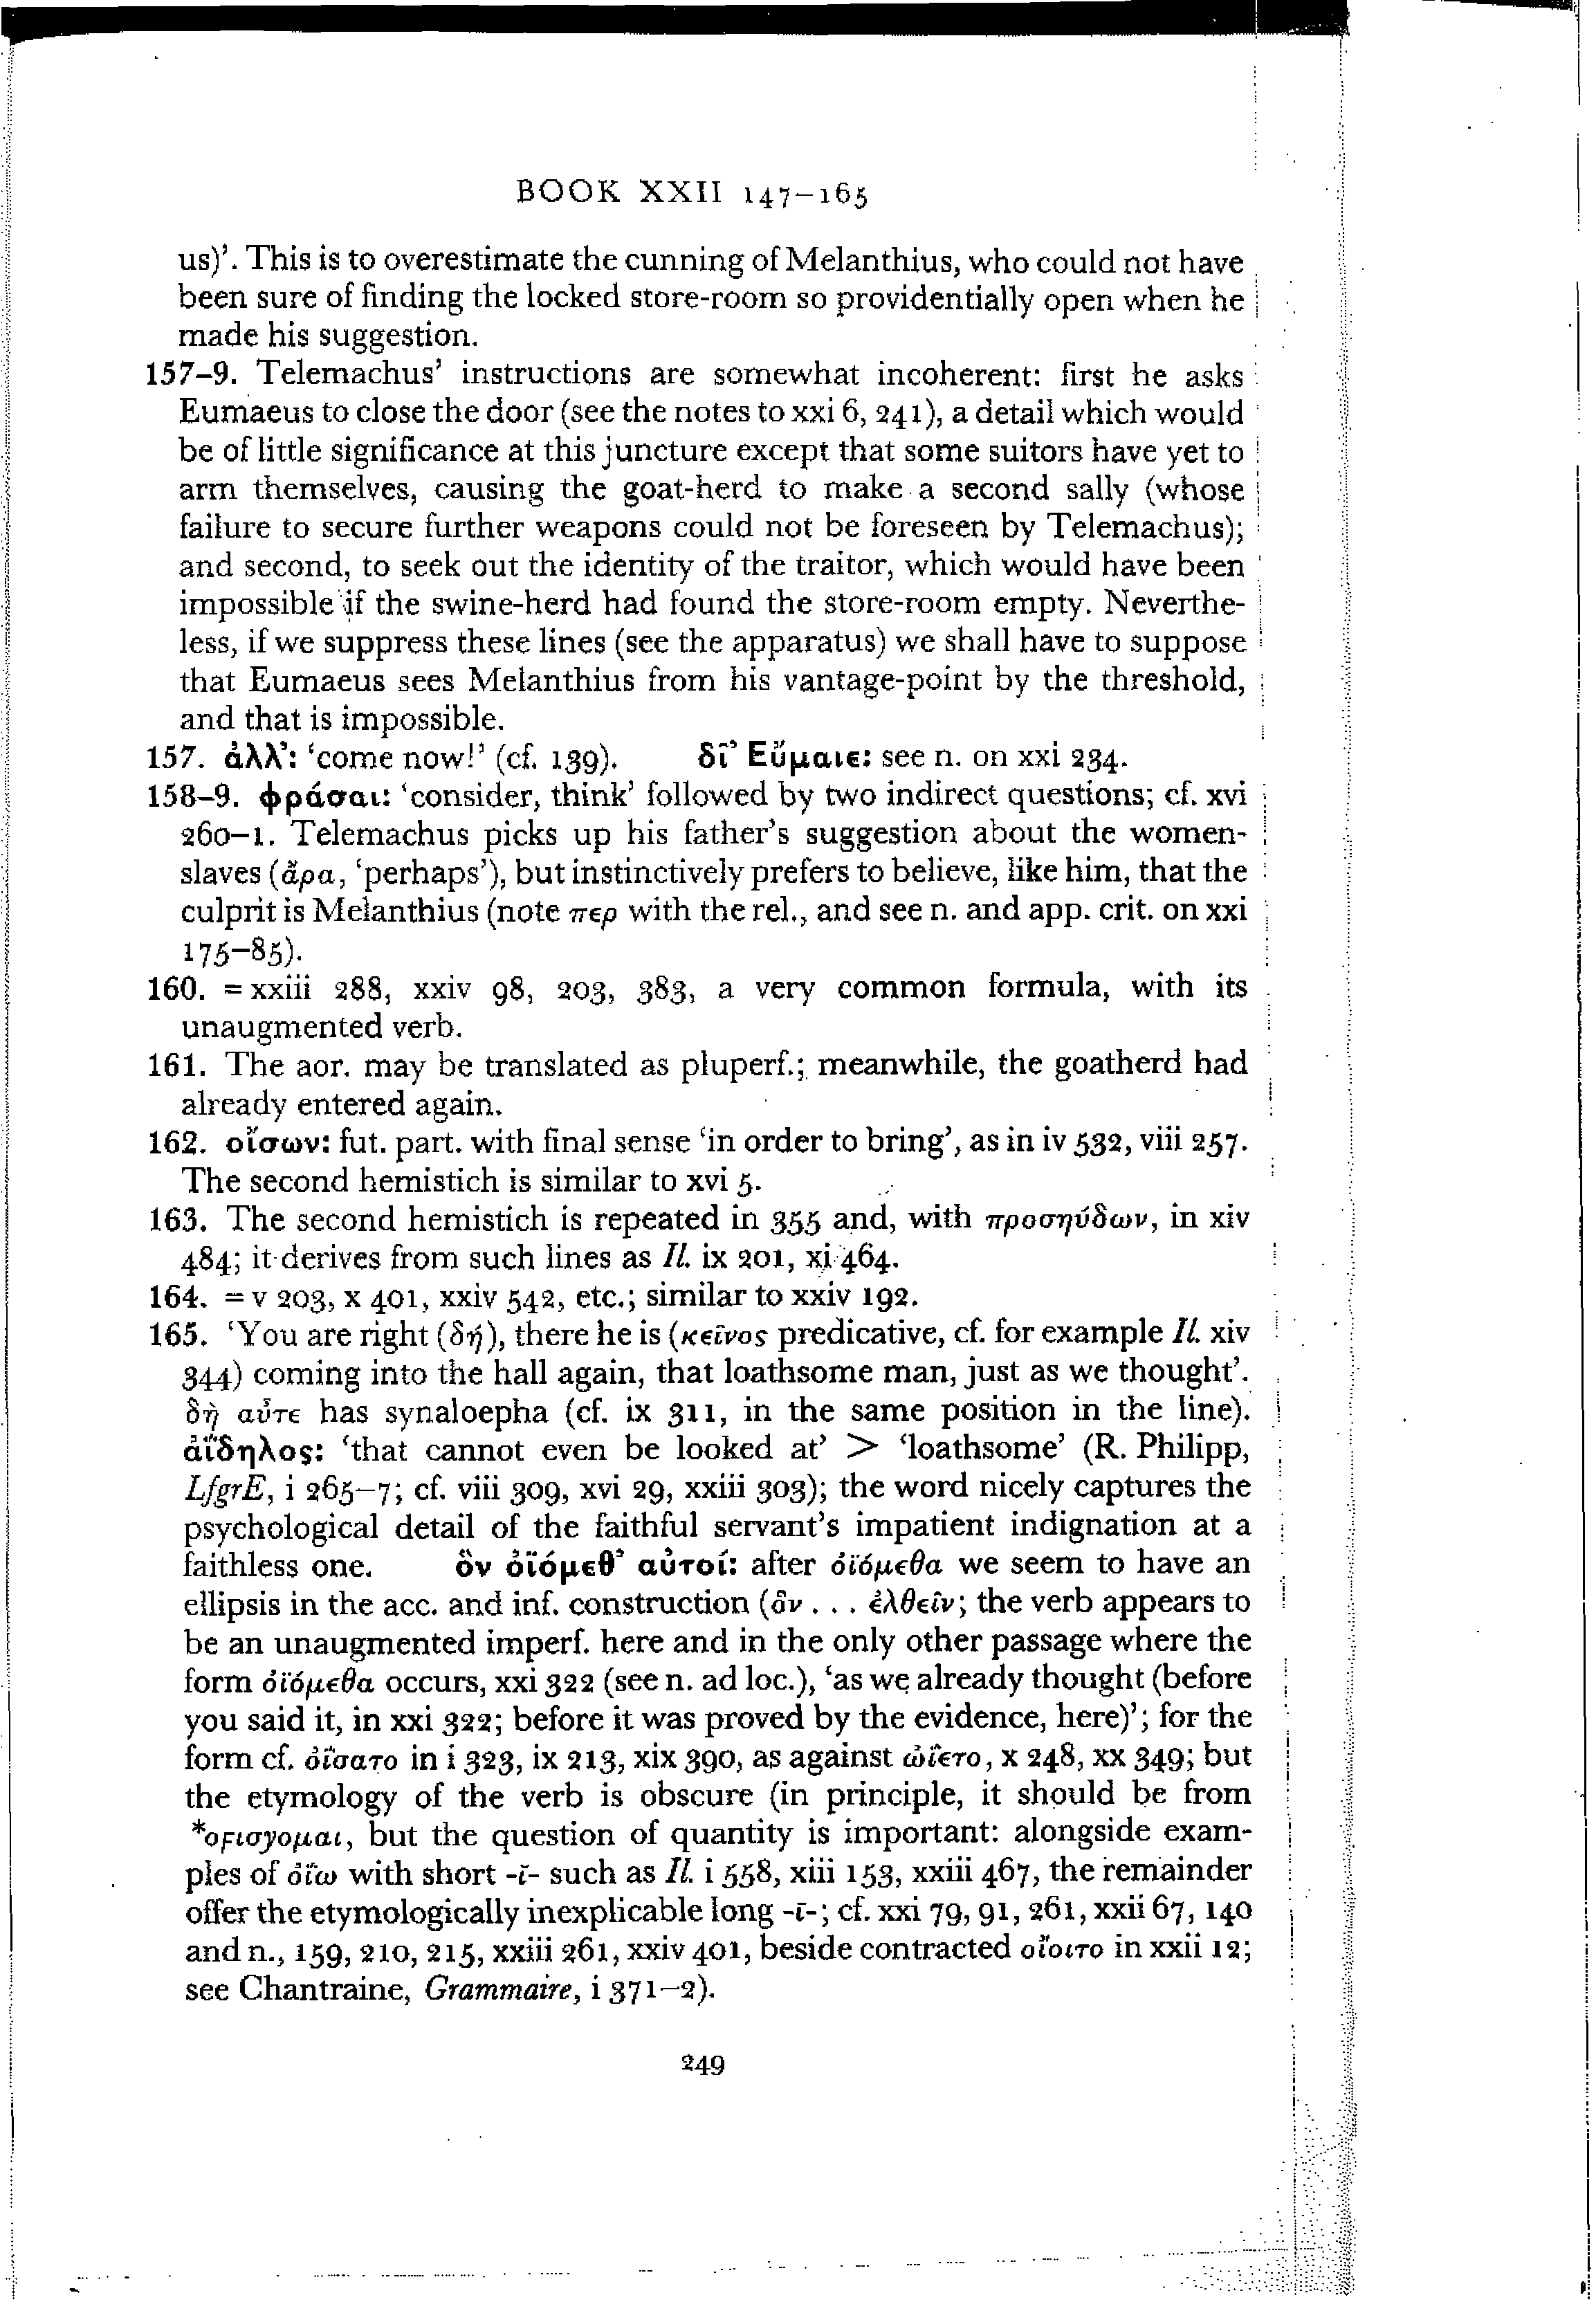 BOOK XXII 147–165
us)’. This is to overestimate the cunning of Melanthius, who could not have
been sure of finding the locked store-room so providentially open when he
made his suggestion.
157–9. Telemachus’ instructions are somewhat incoherent: first he asks
Eumaeus to close the door (see the notes to xxi 6, 241), a detail which would
be of little significance at this juncture except that some suitors have yet to
arm themselves, causing the goat-herd to make a second sally (whose
failure to secure further weapons could not be foreseen by Telemachus);
and second, to seek out the identity of the traitor, which would have been
impossible if the swine-herd had found the store-room empty. Neverthe-
less, if we suppress these lines (see the apparatus) we shall have to suppose
that Eumaeus sees Melanthius from his vantage-point by the threshold,
and that is impossible.
157. ἀλλ’: ‘come now!’ (cf. 139). δῖ’ Εὔμαιε: see n. on xxi 234.
158–9. φράσαι: ‘consider, think’ followed by two indirect questions; cf. xvi
260–1. Telemachus picks up his father’s suggestion about the women-
slaves (ἄρα, ‘perhaps’), but instinctively prefers to believe, like him, that the
culprit is Melanthius (note περ with the rel., and see n. and app. crit. on xxi
175–85).
160. = xxiii 288, xxiv 98, 203, 383, a very common formula, with its
unaugmented verb.
161. The aor. may be translated as pluperf.; meanwhile, the goatherd had
already entered again.
162. οἴσων: fut. part. with final sense ‘in order to bring’, as in iv 532, viii 257.
The second hemistich is similar to xvi 5.
163. The second hemistich is repeated in 355 and, with προσηύδων, in xiv
484; it derives from such lines as Il. ix 201, xi 464.
164. = v 203, x 401, xxiv 542, etc.; similar to xxiv 192.
165. ‘You are right (δή), there he is (κεῖνος predicative, cf. for example Il. xiv
344) coming into the hall again, that loathsome man, just as we thought’.
δὴ αὖτε has synaloepha (cf. ix 311, in the same position in the line).
ἀΐδηλος: ‘that cannot even be looked at’ > ‘loathsome’ (R. Philipp,
LfgrE, i 265–7; cf. viii 309, xvi 29, xxiii 303); the word nicely captures the
psychological detail of the faithful servant’s impatient indignation at a
faithless one. ὃν ὀϊόμεθ’ αὐτοί: after ὀϊόμεθα we seem to have an
ellipsis in the acc. and inf. construction (ὃν . . . ἐλθεῖν; the verb appears to
be an unaugmented imperf. here and in the only other passage where the
form ὀϊόμεθα occurs, xxi 322 (see n. ad loc.), ‘as we already thought (before
you said it, in xxi 322; before it was proved by the evidence, here)’; for the
form cf. ὀΐσατο in i 323, ix 213, xix 390, as against ὠΐετο, x 248, xx 349; but
the etymology of the verb is obscure (in principle, it should be from
*οϝισyομαι, but the question of quantity is important: alongside exam-
ples of ὀΐω with short -ῐ- such as Il. i 558, xiii 153, xxiii 467, the remainder
offer the etymologically inexplicable long -ῑ-; cf. xxi 79, 91, 261, xxii 67, 140
and n., 159, 210, 215, xxiii 261, xxiv 401, beside contracted οἴοιτο in xxii 12;
see Chantraine, Grammaire, i 371–2).
249